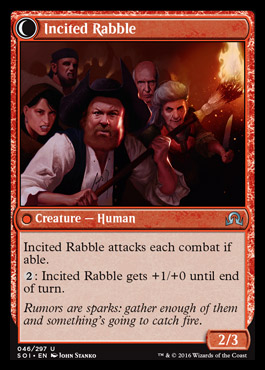 Incited Rabble
Creature — Human
Incited Rabble attacks each combat if
able.
2: Incited Rabble gets +1/+0 until end
of turn.
Rumors are sparks: gather enough of them
and something's going to catch fire.
2/3
046/297 U
SOI • EN JOHN STANKO
™ & © 2016 Wizards of the Coast